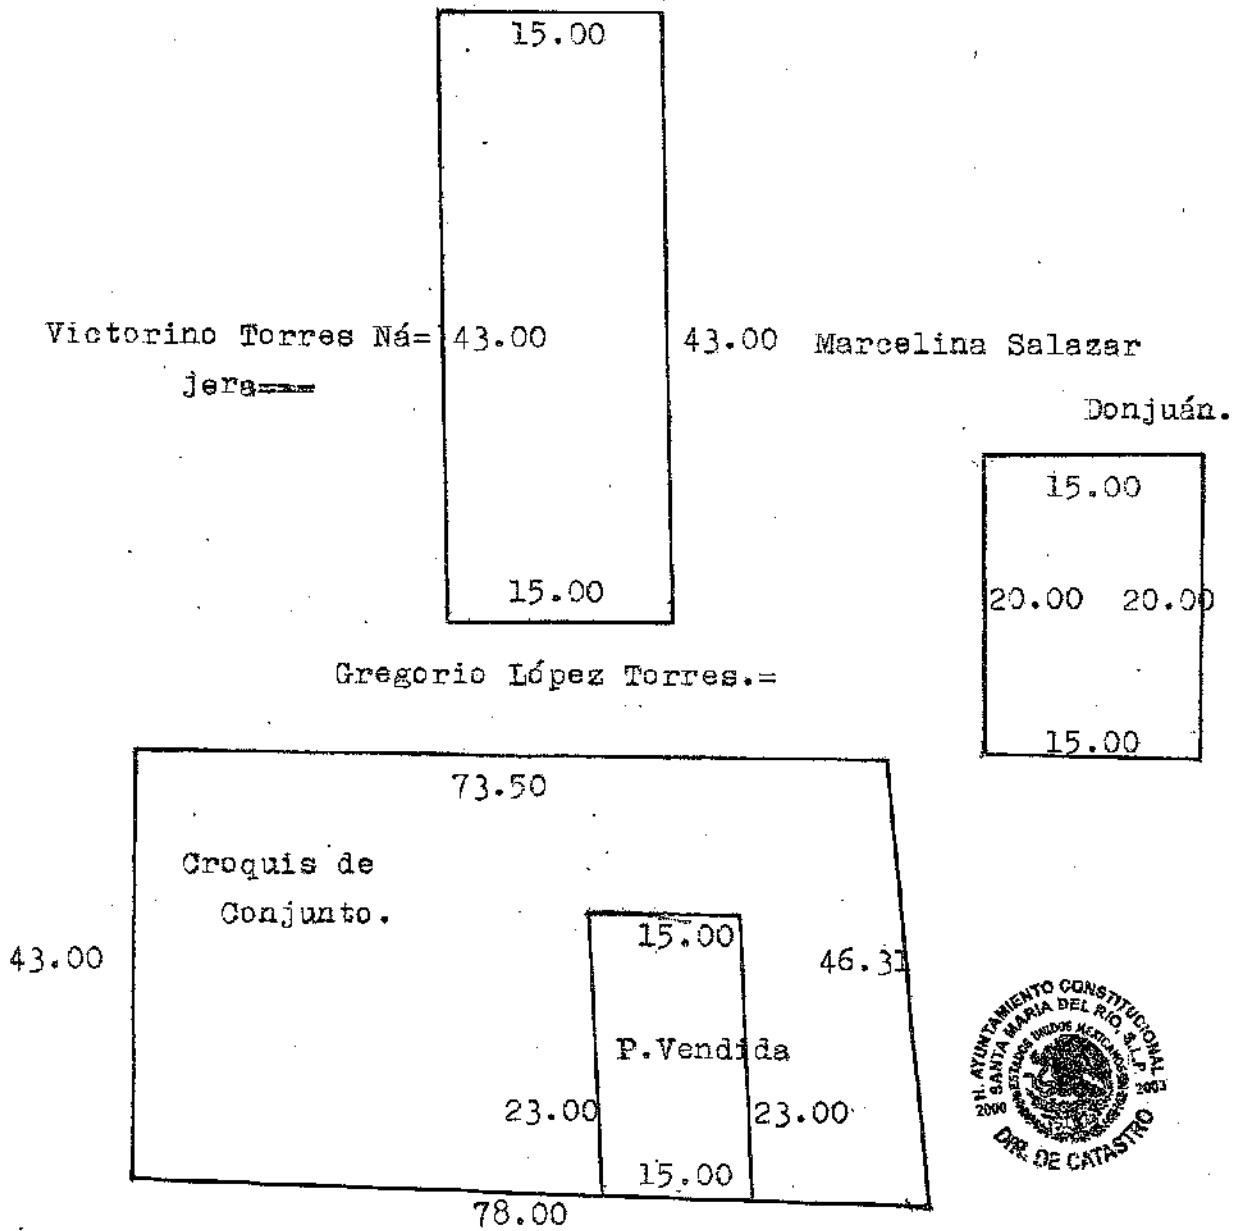 15.00
Victorino Torres Ná=
jera===
43.00
43.00
Marcelina Salazar
Donjuán.
15.00
Gregorio López Torres.=
15.00
20.00
20.00
15.00
73.50
Croquis de
Conjunto.
43.00
46.31
15.00
P.Vendida
23.00
23.00
15.00
78.00
H. AYUNTAMIENTO CONSTITUCIONAL
SANTA MARIA DEL RIO, S.L.P.
ESTADOS UNIDOS MEXICANOS
2000
2003
DIR. DE CATASTRO